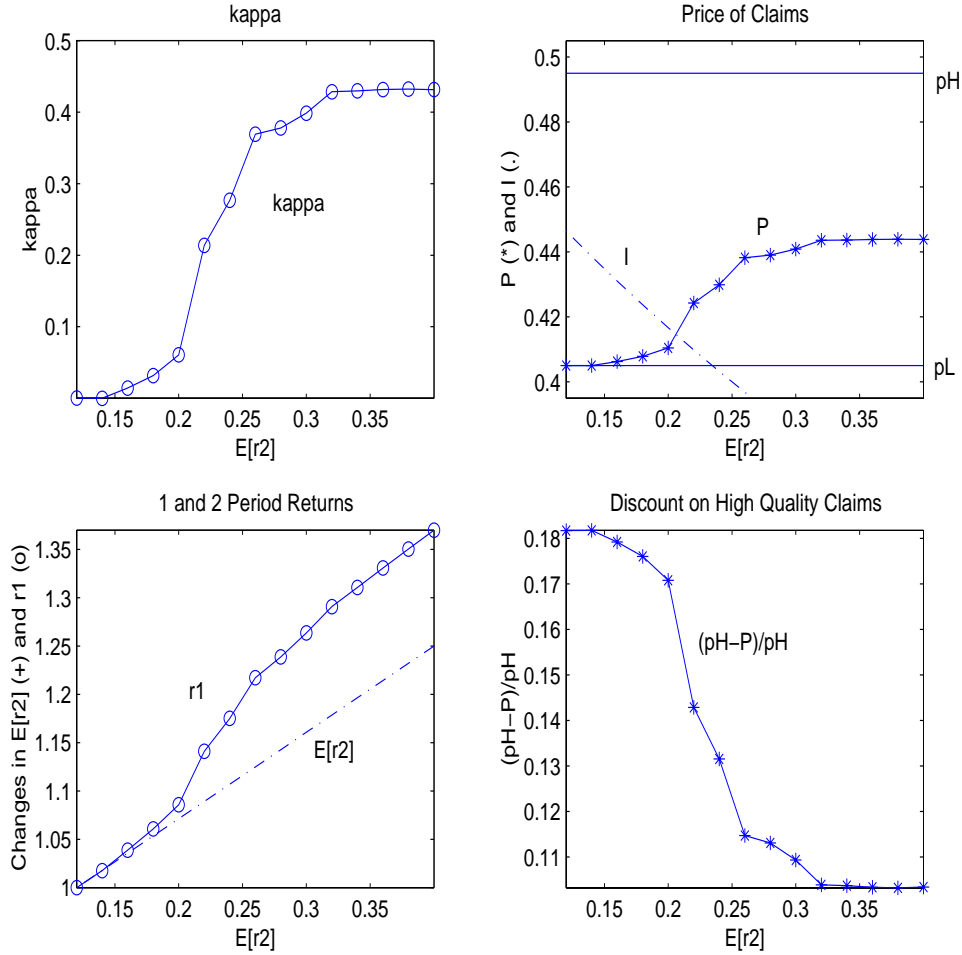 kappa
0.5
0.4
0.3
0.2
0.1
kappa
kappa
0.15 0.2 0.25 0.3 0.35
E[r2]
Price of Claims
0.5
0.48
0.46
0.44
0.42
0.4
P (*) and I (.)
pH
P
I
pL
0.15 0.2 0.25 0.3 0.35
E[r2]
1 and 2 Period Returns
1.35
1.3
1.25
1.2
1.15
1.1
1.05
1
Changes in E[r2] (+) and r1 (o)
r1
E[r2]
0.15 0.2 0.25 0.3 0.35
E[r2]
Discount on High Quality Claims
0.18
0.17
0.16
0.15
0.14
0.13
0.12
0.11
(pH−P)/pH
(pH−P)/pH
0.15 0.2 0.25 0.3 0.35
E[r2]